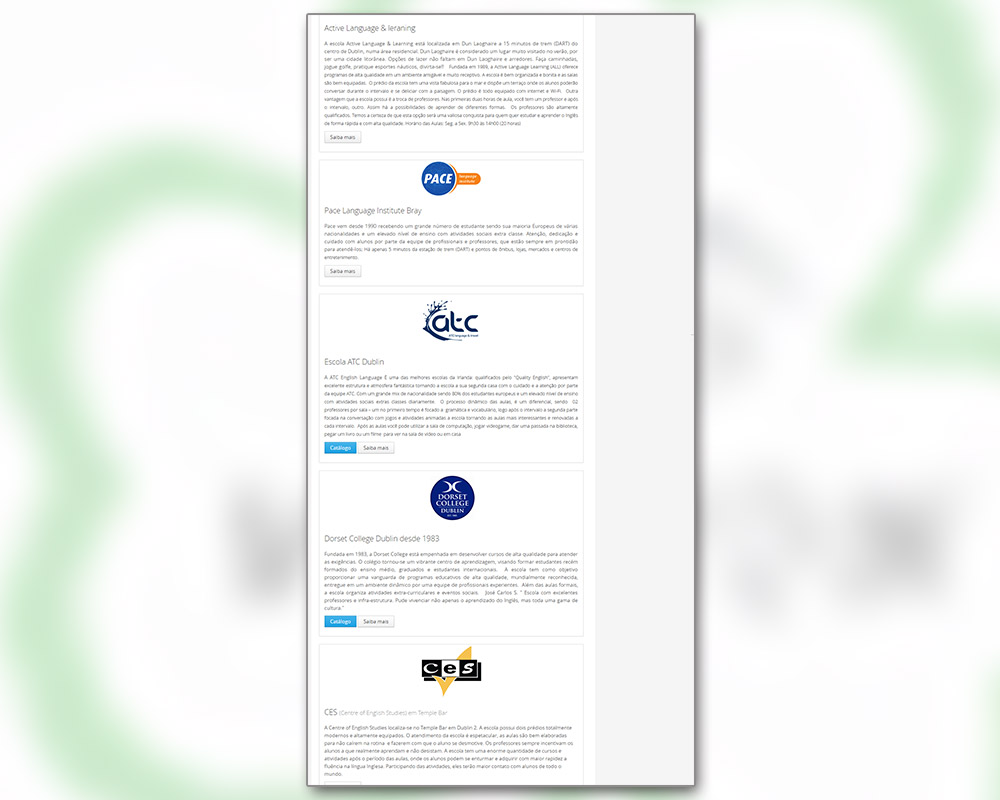 Active Language & leraning
A escola Active Language & Learning está localizada em Dun Laoghaire a 15 minutos de trem (DART) do
centro de Dublin, numa área residencial. Dun Laoghaire é considerado um lugar muito visitado no verão, por
ser uma cidade litorânea. Opções de lazer não faltam em Dun Laoghaire e arredores. Faça caminhadas,
jogue golfe, pratique esportes náuticos, divirta-se!! Fundada em 1989, a Active Language Learning (ALL) oferece
programas de alta qualidade em um ambiente amigável e muito receptivo. A escola é bem organizada e bonita e as salas
são bem equipadas. O prédio da escola tem uma vista fabulosa para o mar e dispõe um terraço onde os alunos poderão
conversar durante o intervalo e se deliciar com a paisagem. O prédio é todo equipado com internet e Wi-Fi. Outra
vantagem que a escola possui é a troca de professores. Nas primeiras duas horas de aula, você tem um professor e após
o intervalo, outro. Assim há a possibilidades de aprender de diferentes formas. Os professores são altamente
qualificados. Temos a certeza de que esta opção será uma valiosa conquista para quem quer estudar e aprender o Inglês
de forma rápida e com alta qualidade. Horário das Aulas: Seg. a Sex. 9h00 às 16H00 (20 horas)
Saiba mais
PACE language institute
Pace Language Institute Bray
Pace vem desde 1990 recebendo um grande número de estudante sendo sua maioria Europeus de várias
nacionalidades e um elevado nível de ensino com atividades sociais extra classe. Atenção, dedicação e
cuidado com alunos por parte da equipe de profissionais e professores, que estão sempre em prontidão
para atendê-los. Há apenas 5 minutos da estação de trem (DART) e pontos de ônibus, lojas, mercados e centros de
entretenimento.
Saiba mais
atc
Escola ATC Dublin
A ATC English Language É uma das melhores escolas da Irlanda: qualificados pelo "Quality English", apresentam
excelente estrutura e atmosfera fantástica tornando a escola a sua segunda casa com o cuidado e a atenção por parte
da equipe ATC. Com um grande mix de nacionalidade sendo 80% dos estudantes europeus e um elevado nível de ensino
com atividades sociais extras classes diariamente. O processo dinâmico das aulas, é um diferencial, sendo 02
professores por sala - um no primeiro tempo é focado a gramática e vocabulário, logo após o intervalo a segunda parte
focada na conversação com jogos e atividades animadas a escola tornando as aulas mais interessantes e renovadas a
cada intervalo. Após as aulas você pode utilizar a sala de computação, jogar videogame, dar uma passada na biblioteca,
pegar um livro ou um filme para ver na sala de vídeo ou em casa
Catálogo Saiba mais
DORSET
COLLEGE
DUBLIN
Dorset College Dublin desde 1983
Fundada em 1983, a Dorset College está empenhada em desenvolver cursos de alta qualidade para atender
as exigências. O colégio tornou-se um vibrante centro de aprendizagem, visando formar estudantes recém
formados do ensino médio, graduados e estudantes internacionais. A escola tem como objetivo
proporcionar uma vanguarda de programas educativos de alta qualidade, mundialmente reconhecida,
entregue em um ambiente dinâmico por uma equipe de profissionais experientes. Além das aulas formais,
a escola organiza atividades extra-curriculares e eventos sociais. José Carlos S. " Escola com excelentes
professores e infra-estrutura. Pude vivenciar não apenas o aprendizado do Inglês, mas toda uma gama de
cultura."
Catálogo Saiba mais
CeS
CES (Centre of English Studies) em Temple Bar
A Centre of English Studies localiza-se no Temple Bar em Dublin 2. A escola possui dois prédios totalmente
modernos e altamente equipados. O atendimento da escola é espetacular, as aulas são bem elaboradas
para não caírem na rotina e fazerem com que o aluno se desmotive. Os professores sempre incentivam os
alunos a que realmente aprendam e não desistam. A escola tem uma enorme quantidade de cursos e
atividades após o período das aulas, onde os alunos podem se enturmar e adquirir com maior rapidez a
fluência na língua Inglesa. Participando das atividades, eles terão maior contato com alunos de todo o
mundo.